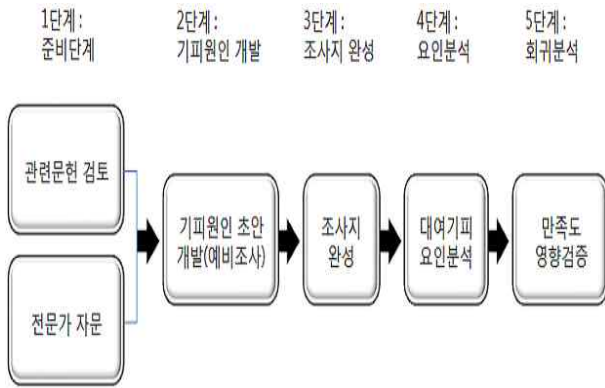 1단계:
준비단계
2단계:
기피원인 개발
3단계:
조사지 완성
4단계:
요인분석
5단계:
회귀분석
관련문헌 검토
전문가 자문
기피원인 초안
개발(예비조사)
조사지
완성
대여기피
요인분석
만족도
영향검증